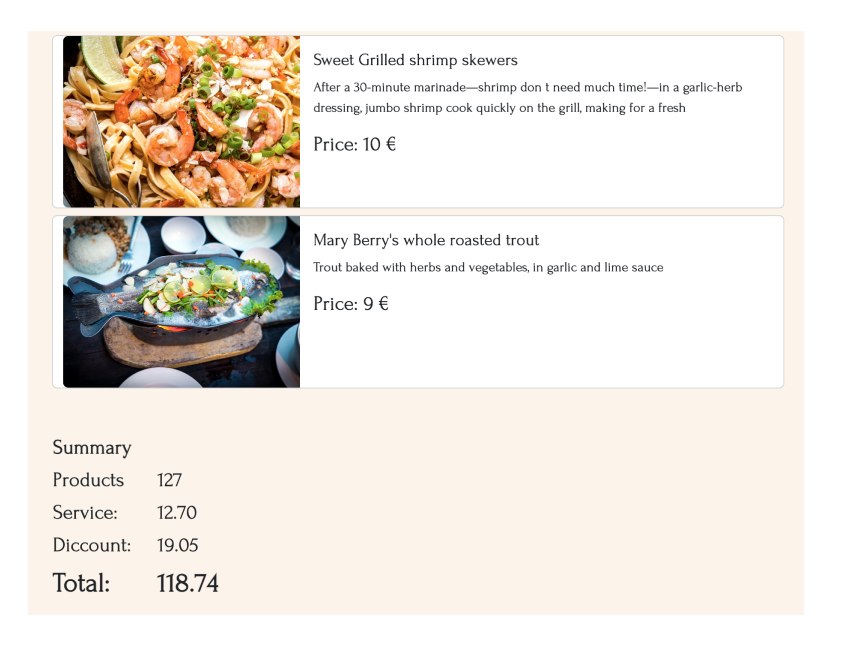 Sweet Grilled shrimp skewers
After a 30-minute marinade—shrimp don t need much time!—in a garlic-herb
dressing, jumbo shrimp cook quickly on the grill, making for a fresh
Price: 10 €
Mary Berry's whole roasted trout
Trout baked with herbs and vegetables, in garlic and lime sauce
Price: 9 €
Summary
Products 127
Service: 12.70
Diccount: 19.05
Total: 118.74